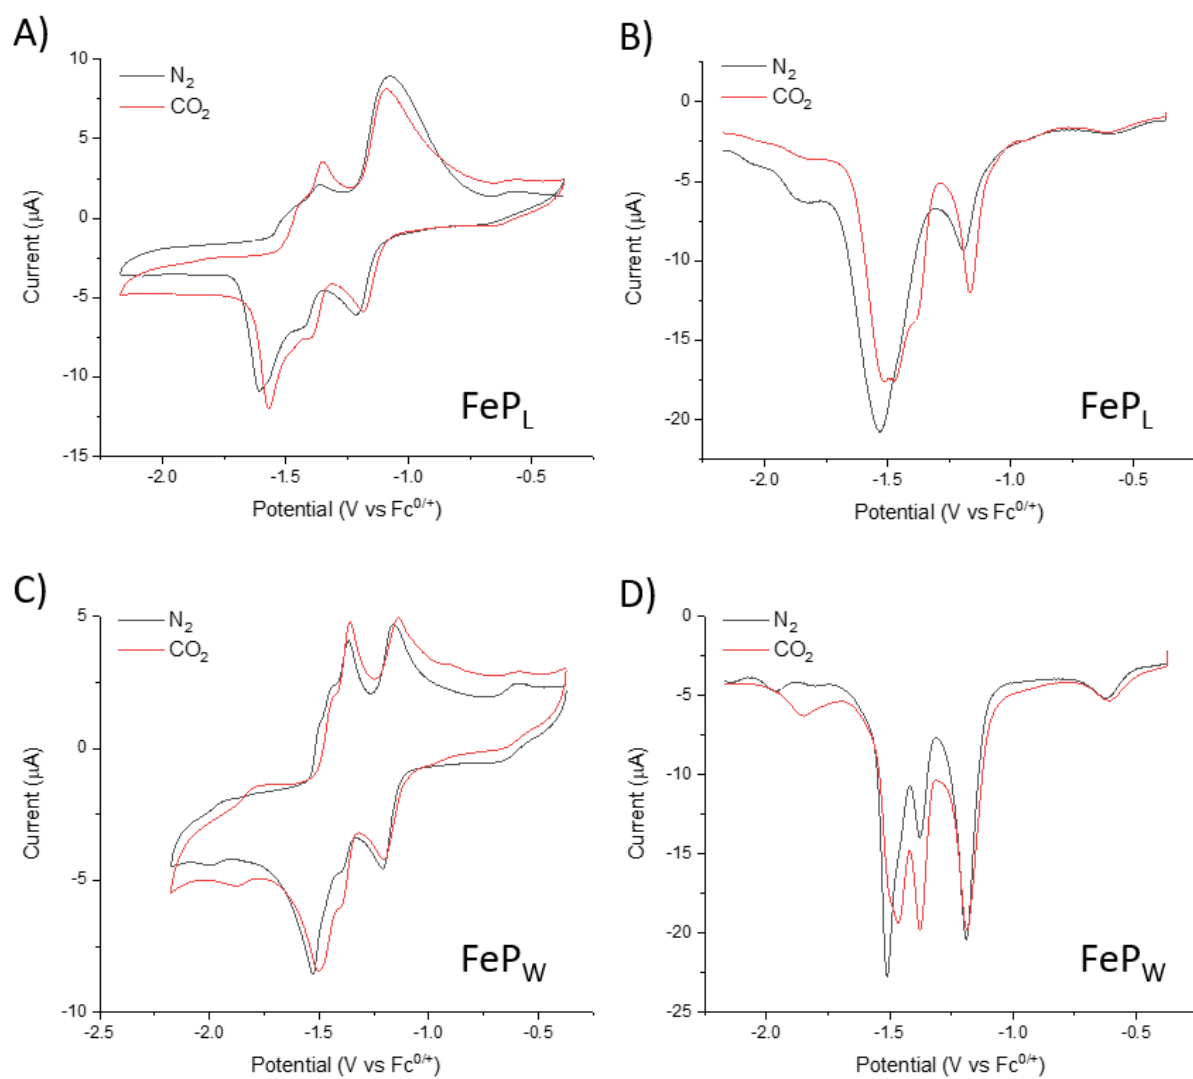 A)
N₂
CO₂
10
5
0
-5
-10
-15
Current (μA)
-2.0
-1.5
-1.0
-0.5
Potential (V vs Fc⁰/⁺)
FePL
B)
N₂
CO₂
0
-5
-10
-15
-20
Current (μA)
-2.0
-1.5
-1.0
-0.5
Potential (V vs Fc⁰/⁺)
FePL
C)
N₂
CO₂
5
0
-5
-10
Current (μA)
-2.5
-2.0
-1.5
-1.0
-0.5
Potential (V vs Fc⁰/⁺)
FePW
D)
N₂
CO₂
0
-5
-10
-15
-20
-25
Current (μA)
-2.0
-1.5
-1.0
-0.5
Potential (V vs Fc⁰/⁺)
FePW